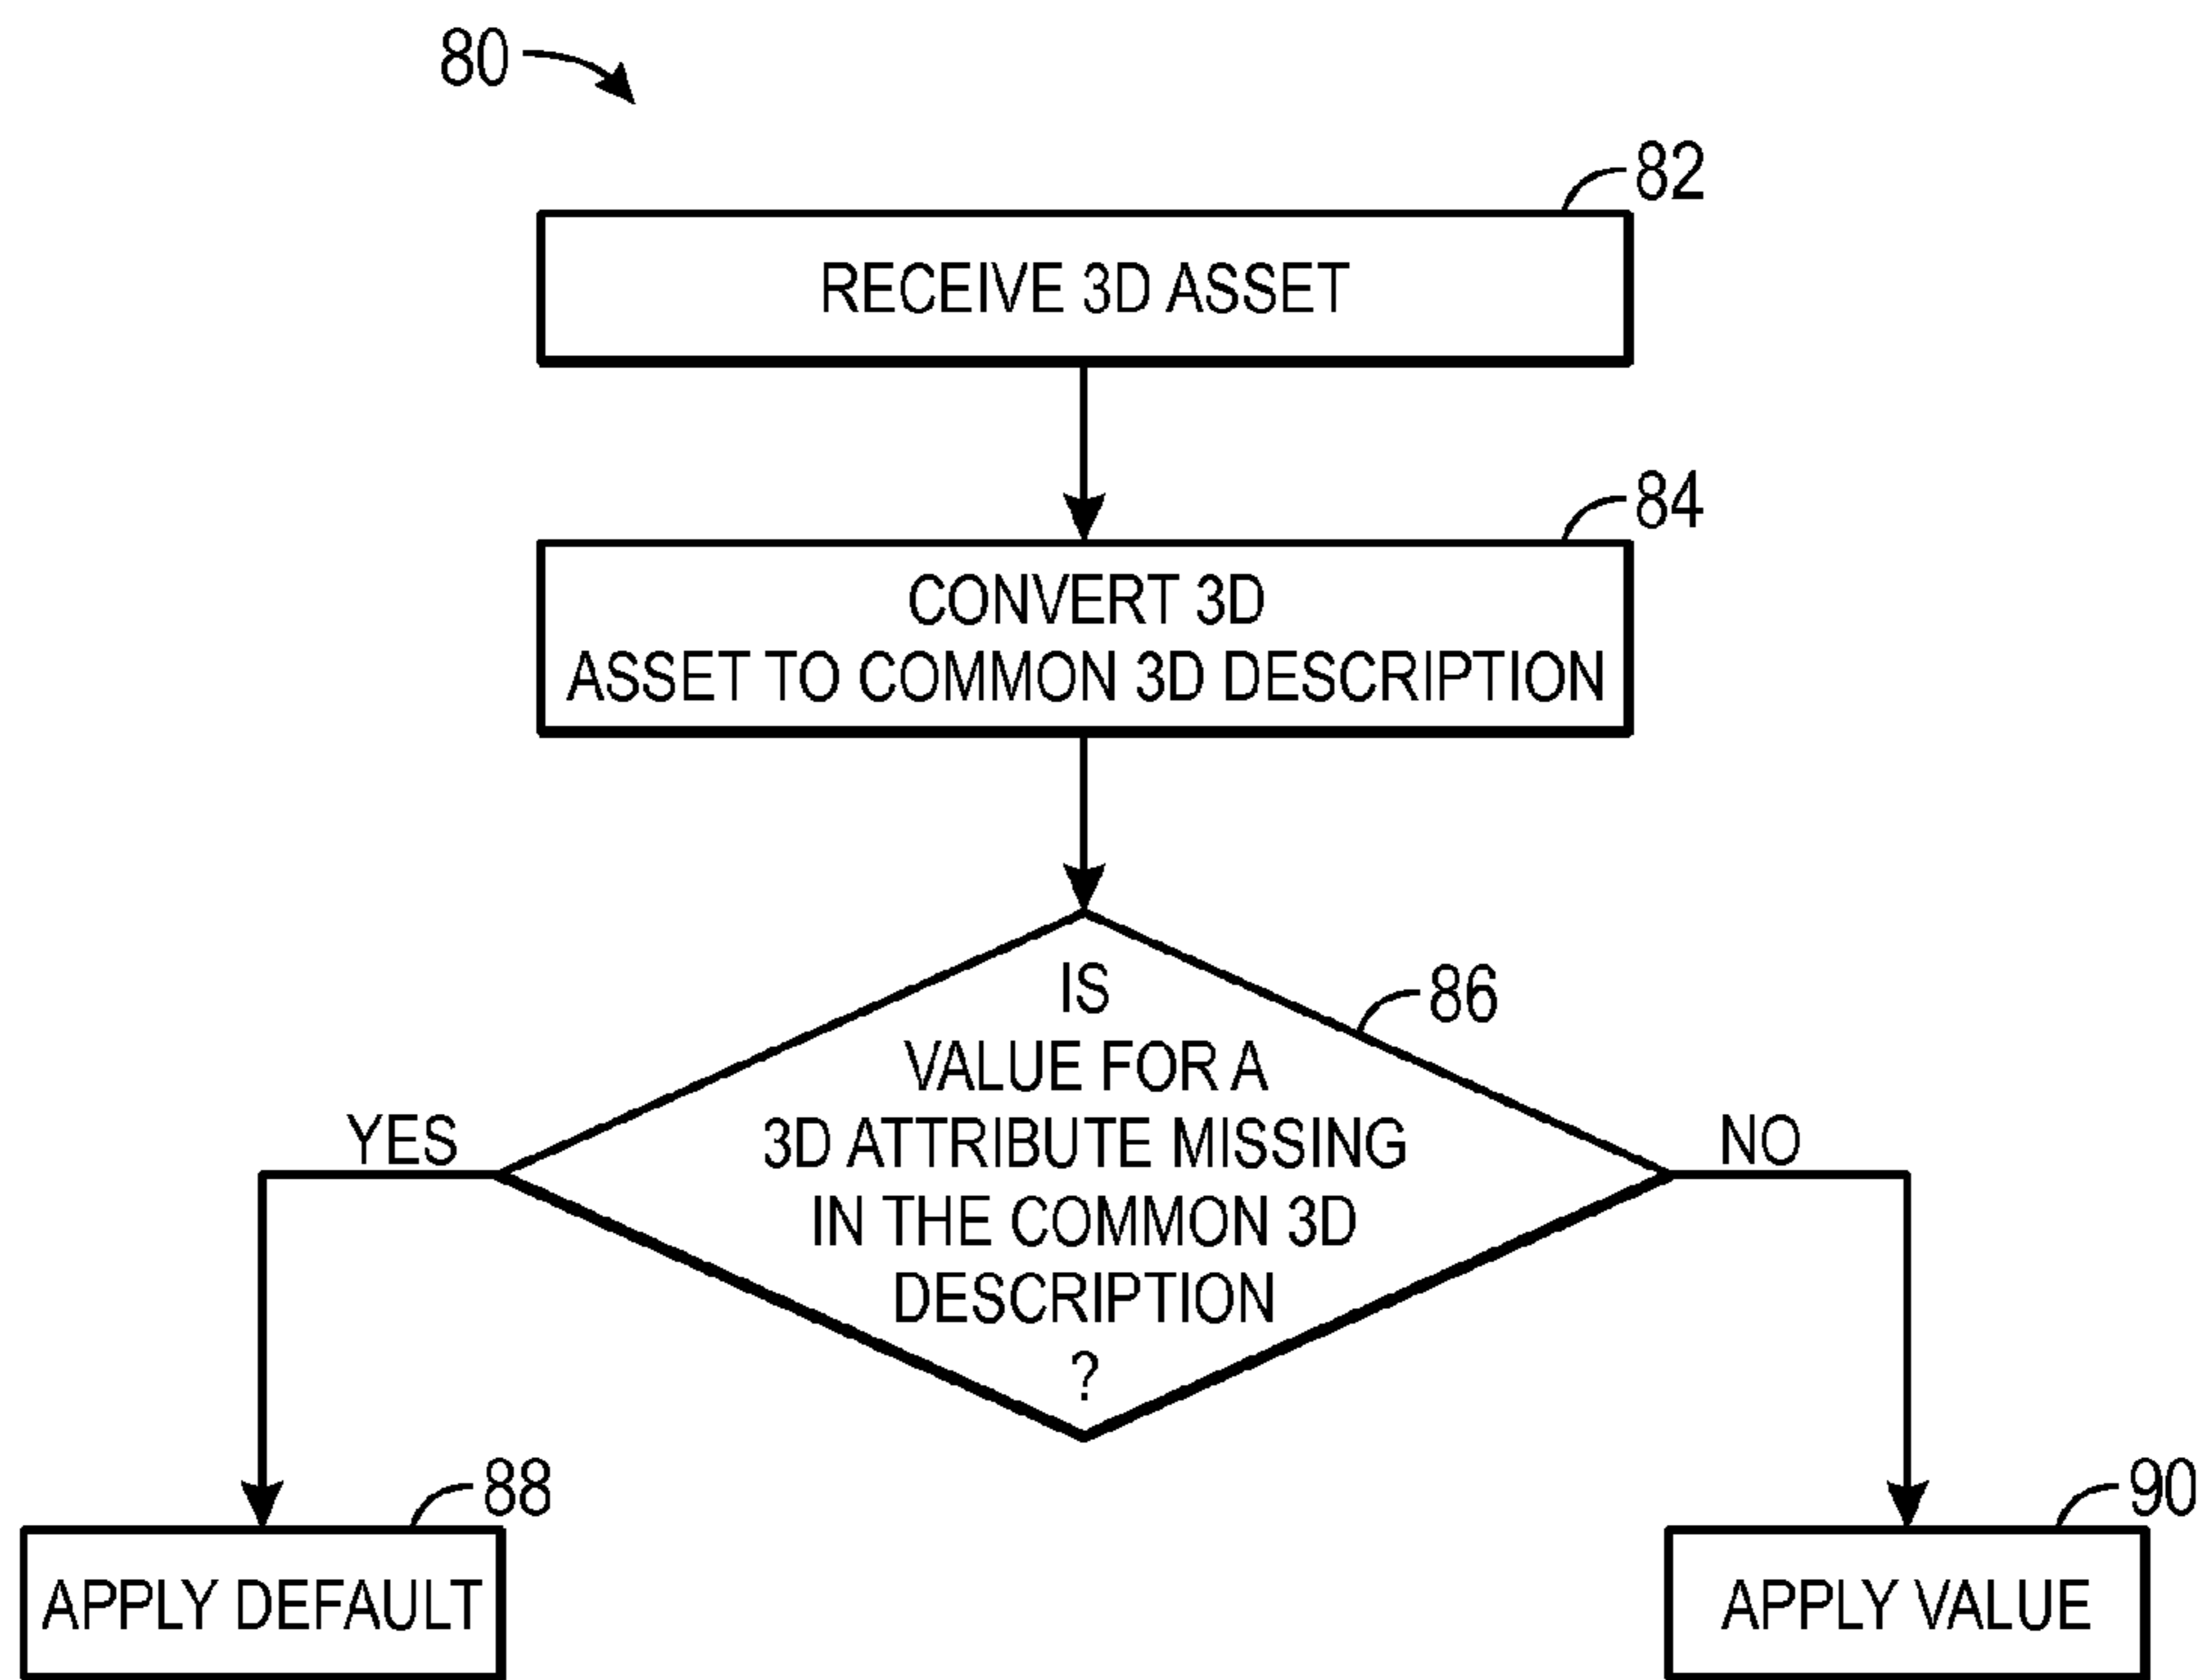 80
82
RECEIVE 3D ASSET
84
CONVERT 3D
ASSET TO COMMON 3D DESCRIPTION
86
IS
VALUE FOR A
3D ATTRIBUTE MISSING
IN THE COMMON 3D
DESCRIPTION
?
YES
NO
88
APPLY DEFAULT
90
APPLY VALUE